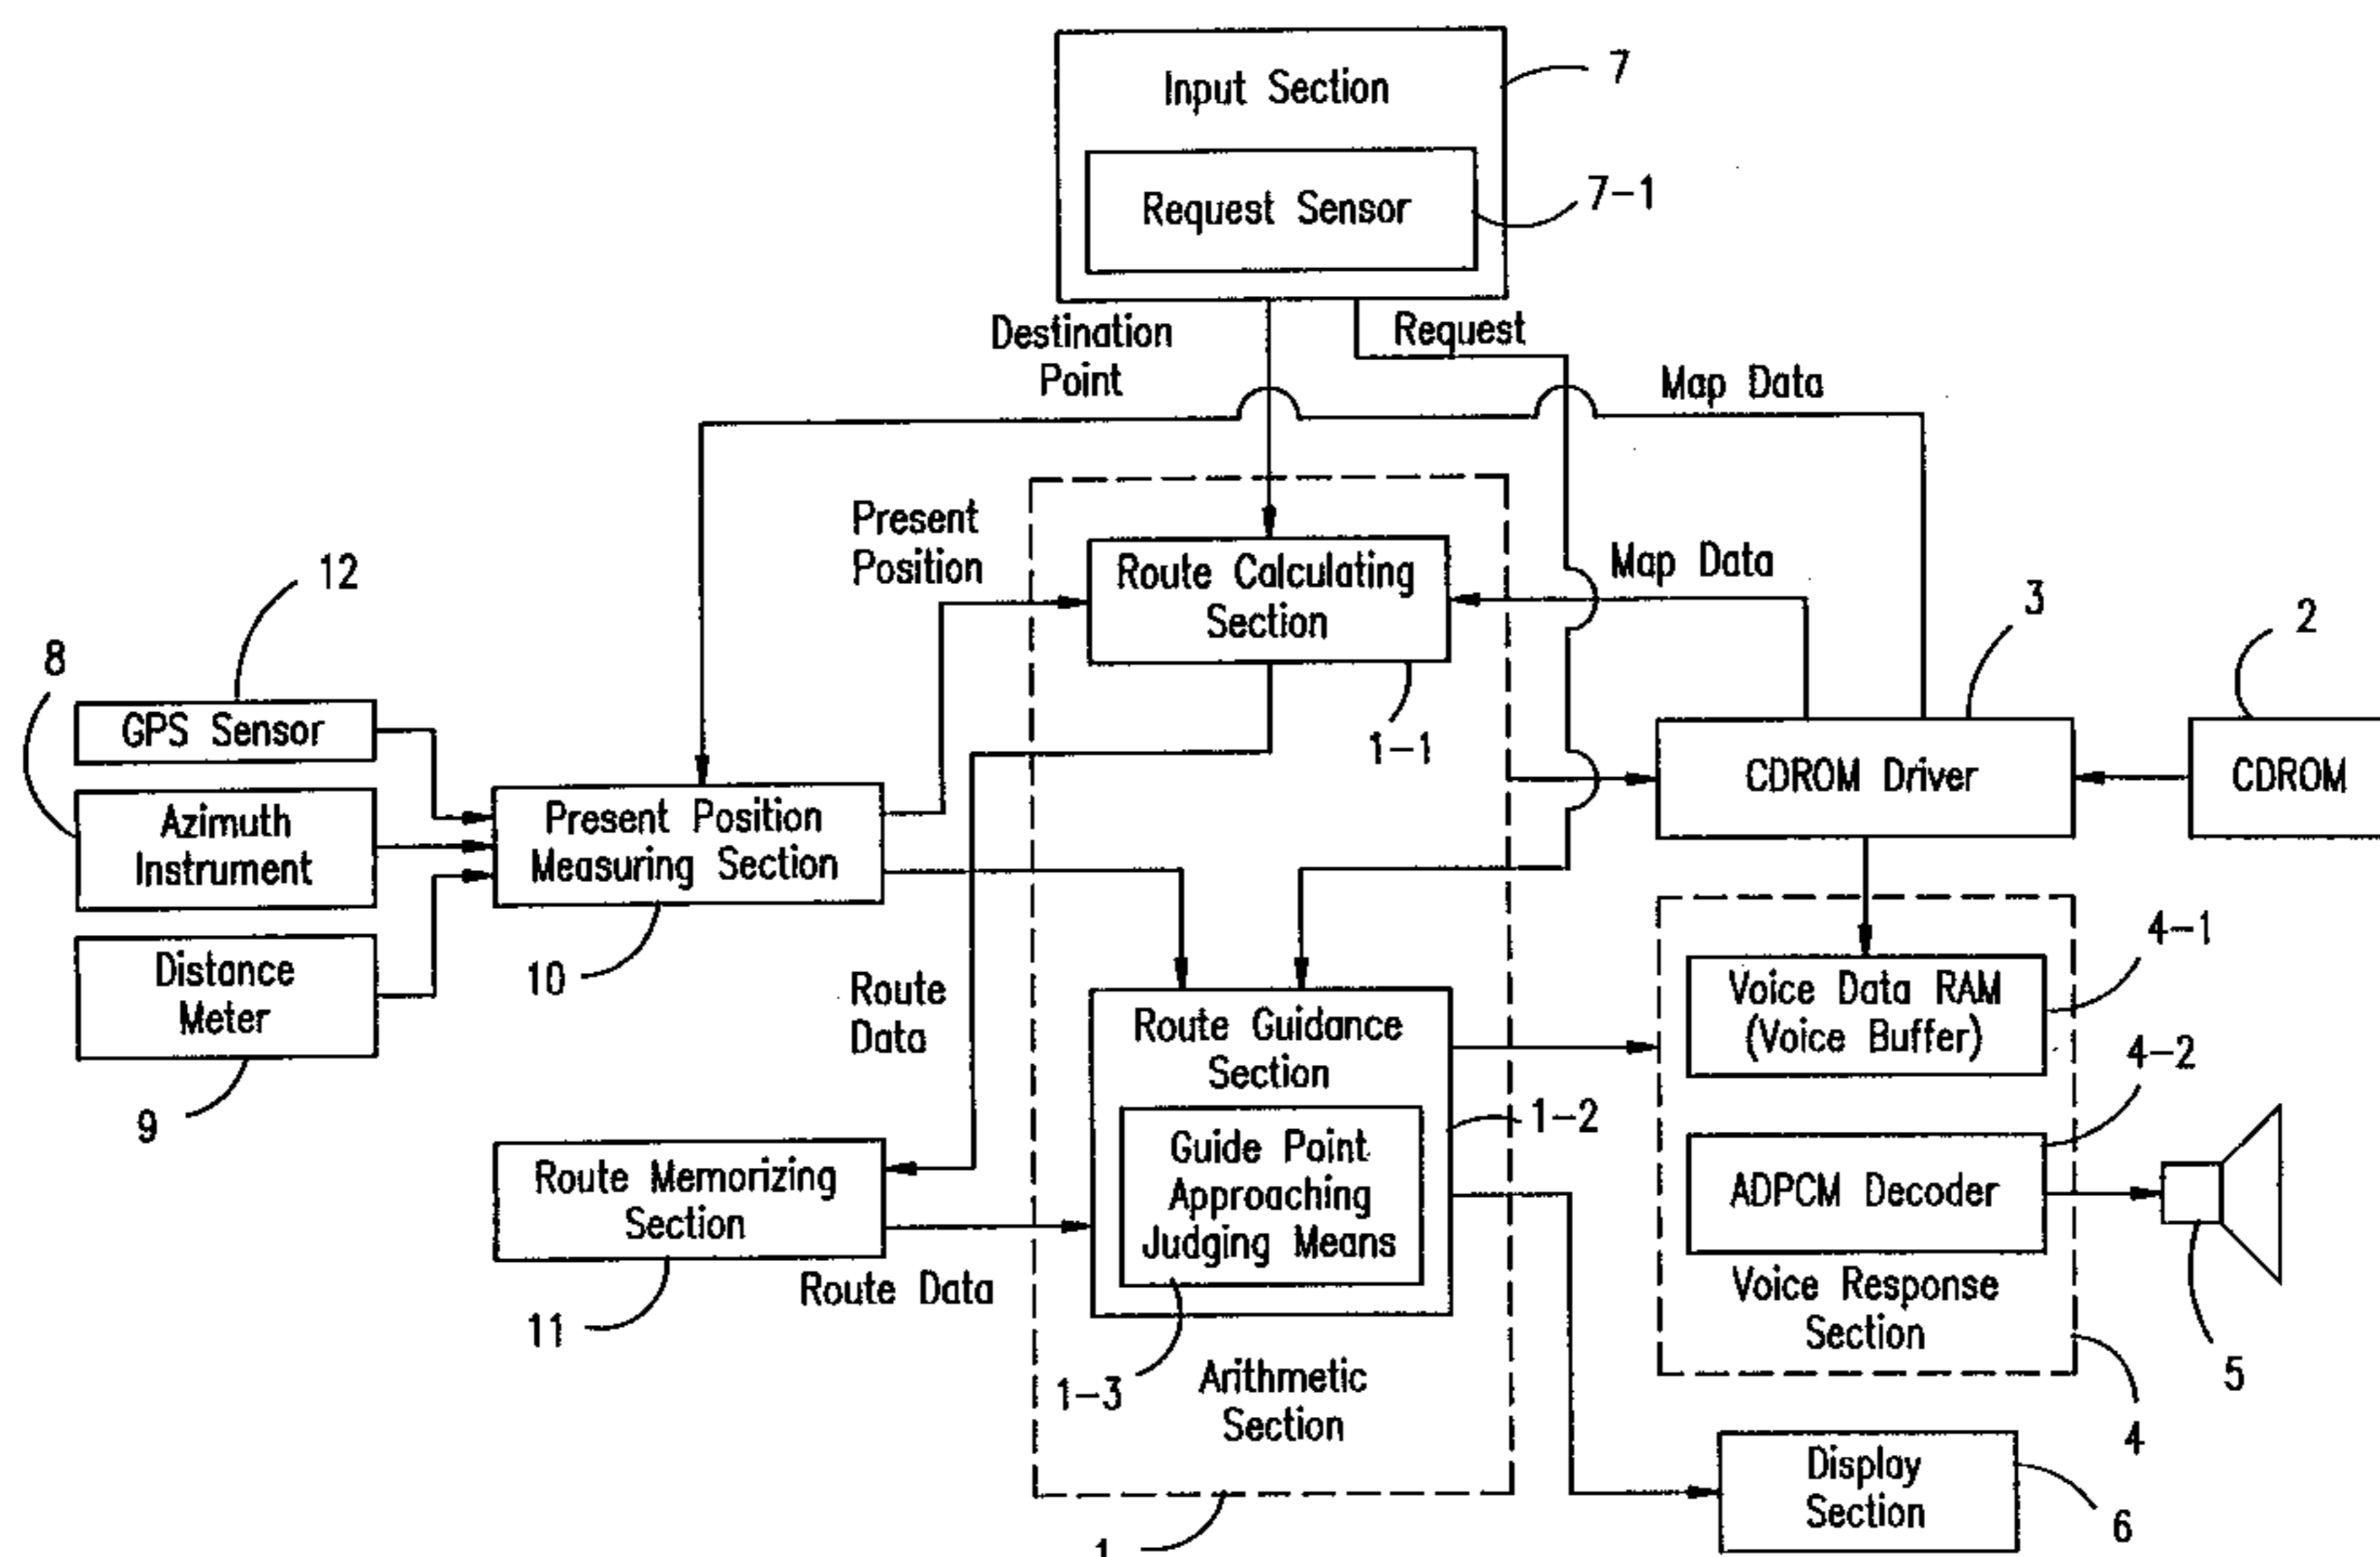 Input Section
7
Request Sensor
7-1
Destination
Point
Request
Map Data
Present
Position
Route Calculating
Section
1-1
Map Data
3
2
12
8
GPS Sensor
Azimuth
Instrument
Distance
Meter
9
Present Position
Measuring Section
10
CDROM Driver
CDROM
Route
Data
Route Guidance
Section
1-2
Guide Point
Approaching
Judging Means
1-3
Arithmetic
Section
1
Route Memorizing
Section
11
Route Data
Voice Data RAM
(Voice Buffer)
4-1
4-2
ADPCM Decoder
Voice Response
Section
4
5
Display
Section
6